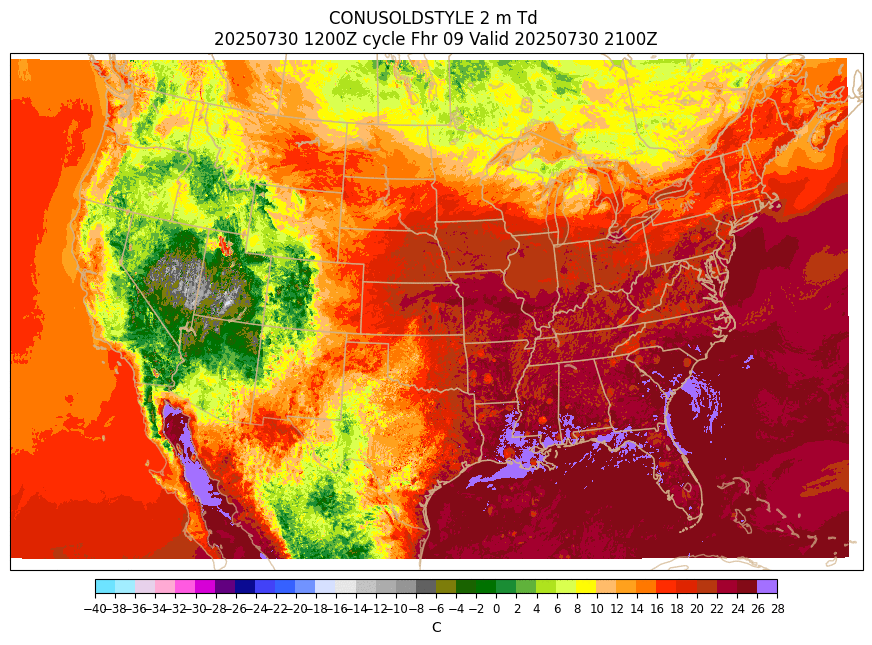 CONUSOLDSTYLE 2 m Td
20250730 1200Z cycle Fhr 09 Valid 20250730 2100Z
−40−38−36−34−32−30−28−26−24−22−20−18−16−14−12−10 −8 −6 −4 −2 0 2 4 6 8 10 12 14 16 18 20 22 24 26 28
C